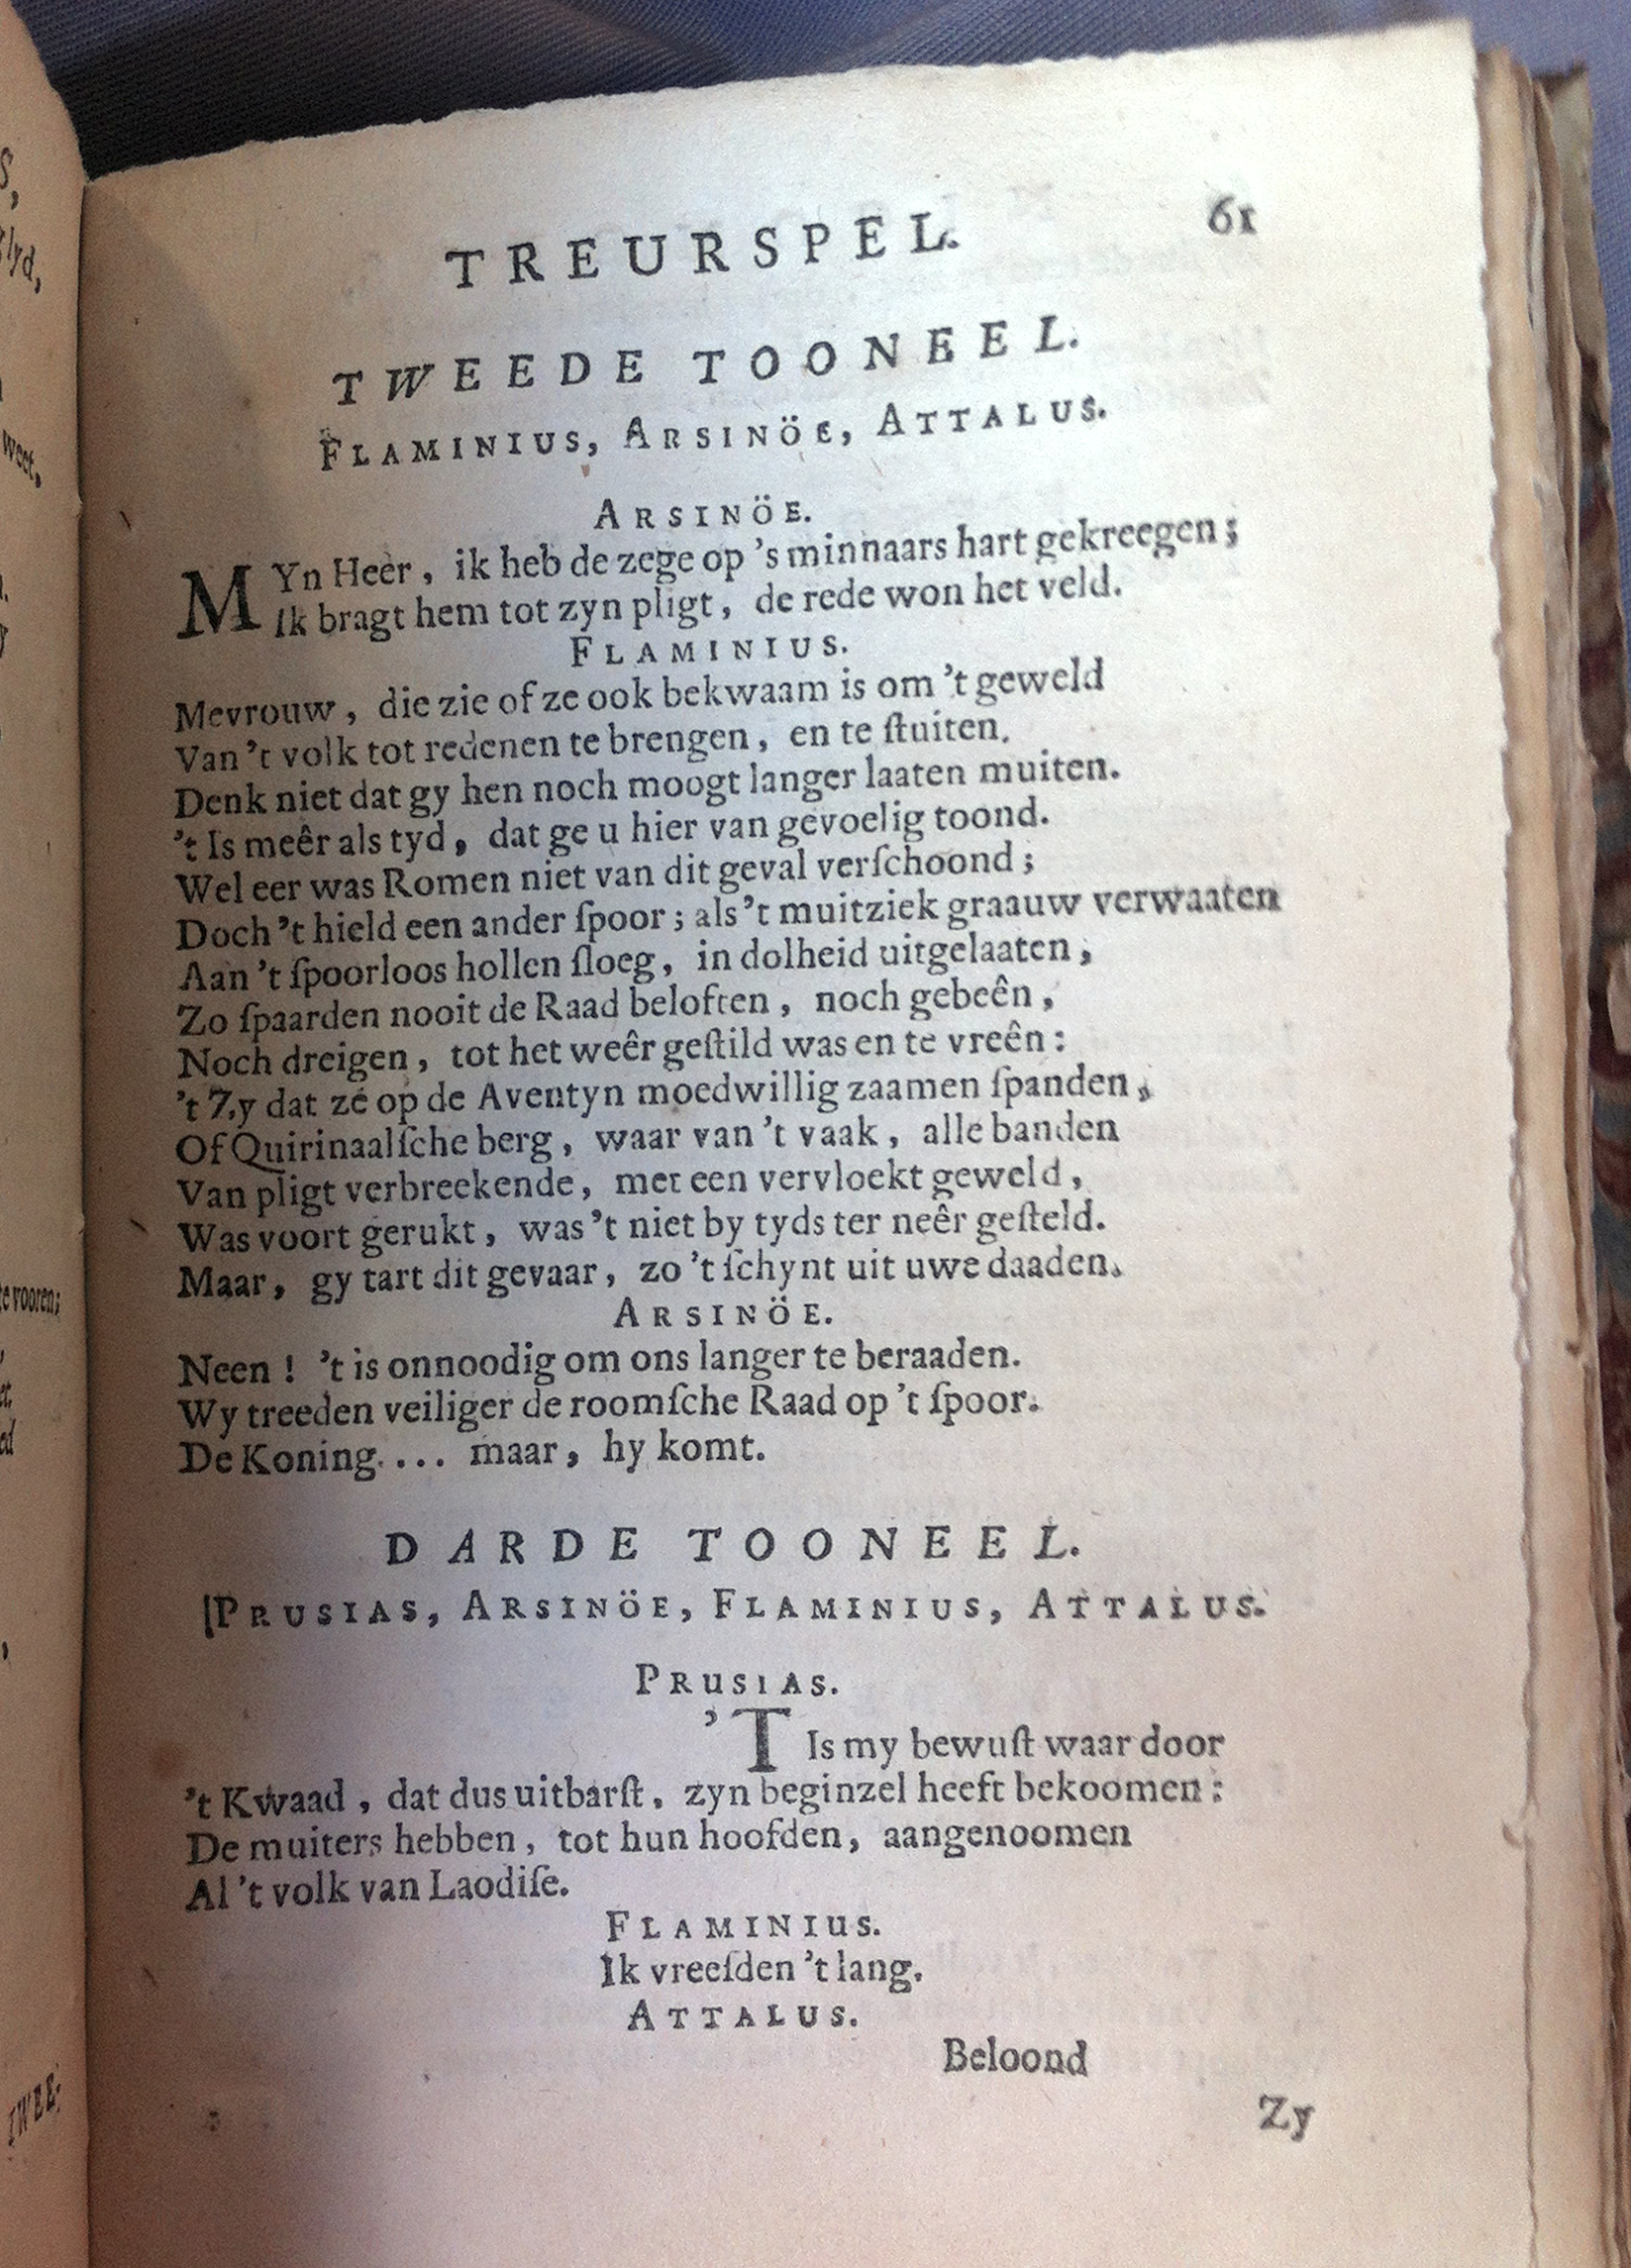 TREURSPEL. 61
TWEEDE TOONEEL.
FLAMINIUS, ARSINÖE, ATTALUS.
ARSINÖE.
MYn Heer, ik heb de zege op 's minnaars hart gekreegen;
Ik bragt hem tot zyn pligt, de rede won het veld.
FLAMINIUS.
Mevrouw, die zie of ze ook bekwaam is om 't geweld
Van 't volk tot redenen te brengen, en te ſtuiten.
Denk niet dat gy hen noch moogt langer laaten muiten.
't Is meêr als tyd, dat ge u hier van gevoelig toond.
Wel eer was Romen niet van dit geval verſchoond;
Doch 't hield een ander ſpoor; als 't muitziek graauw verwaaten
Aan 't ſpoorloos hollen ſloeg, in dolheid uitgelaaten,
Zo ſpaarden nooit de Raad beloften, noch gebeên,
Noch dreigen, tot het weêr geſtild was en te vreên:
't Zy dat ze op de Aventyn moedwillig zaamen ſpanden,
Of Quirinaalſche berg, waar van 't vaak, alle banden
Van pligt verbreekende, met een vervloekt geweld,
Was voort gerukt, was 't niet by tyds ter neêr geſteld.
Maar, gy tart dit gevaar, zo 't ſchynt uit uwe daaden.
ARSINÖE.
Neen! 't is onnoodig om ons langer te beraaden.
Wy treeden veiliger de roomſche Raad op 't ſpoor.
De Koning.... maar, hy komt.
DARDE TOONEEL.
PRUSIAS, ARSINÖE, FLAMINIUS, ATTALUS.
PRUSIAS.
'T Is my bewuſt waar door
't Kwaad, dat dus uitbarſt, zyn beginzel heeft bekoomen:
De muiters hebben, tot hun hoofden, aangenoomen
Al 't volk van Laodiſe.
FLAMINIUS.
Ik vreeſden 't lang.
ATTALUS.
Beloond
Zy